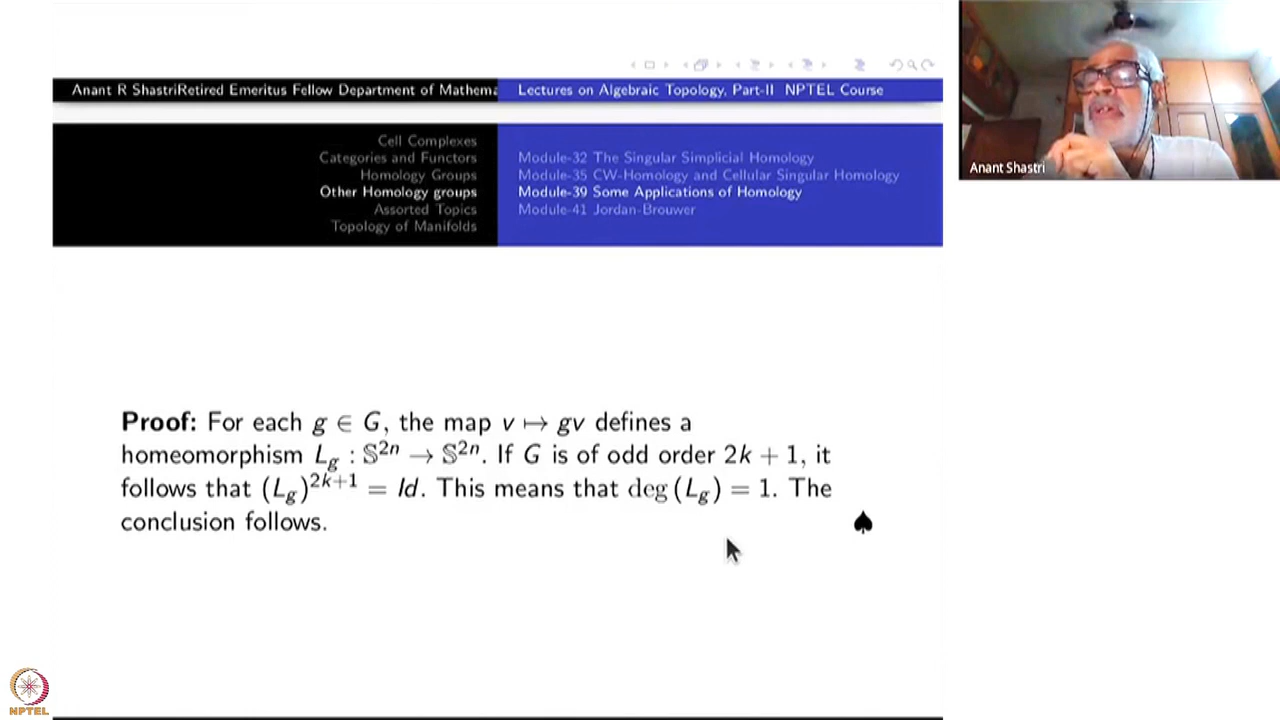 Anant R ShastriRetired Emeritus Fellow Department of Mathema
Lectures on Algebraic Topology, Part-II NPTEL Course
Cell Complexes
Categories and Functors
Homology Groups
Other Homology groups
Assorted Topics
Topology of Manifolds
Module-32 The Singular Simplicial Homology
Module-35 CW-Homology and Cellular Singular Homology
Module-39 Some Applications of Homology
Module-41 Jordan-Brouwer
Anant Shastri
Proof: For each g ∈ G, the map v ↦ gv defines a
homeomorphism L_g : 𝕊^{2n} → 𝕊^{2n}. If G is of odd order 2k + 1, it
follows that (L_g)^{2k+1} = Id. This means that deg (L_g) = 1. The
conclusion follows. ♠
NPTEL